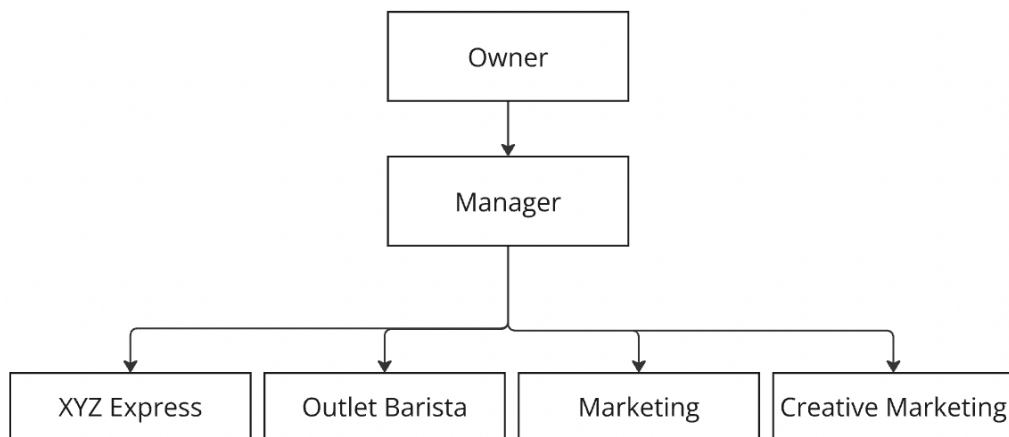 Owner
Manager
XYZ Express
Outlet Barista
Marketing
Creative Marketing